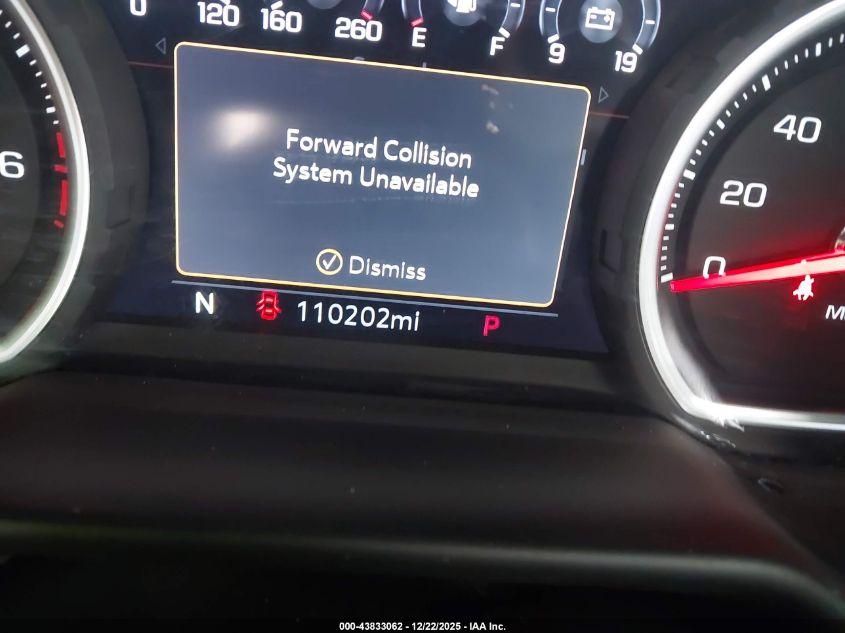 0 120 160 260 E F 9 19
40
6
Forward Collision
System Unavailable
20
0
Dismiss
N 110202mi P
M
000-43833062 - 12/22/2025 - IAA Inc.